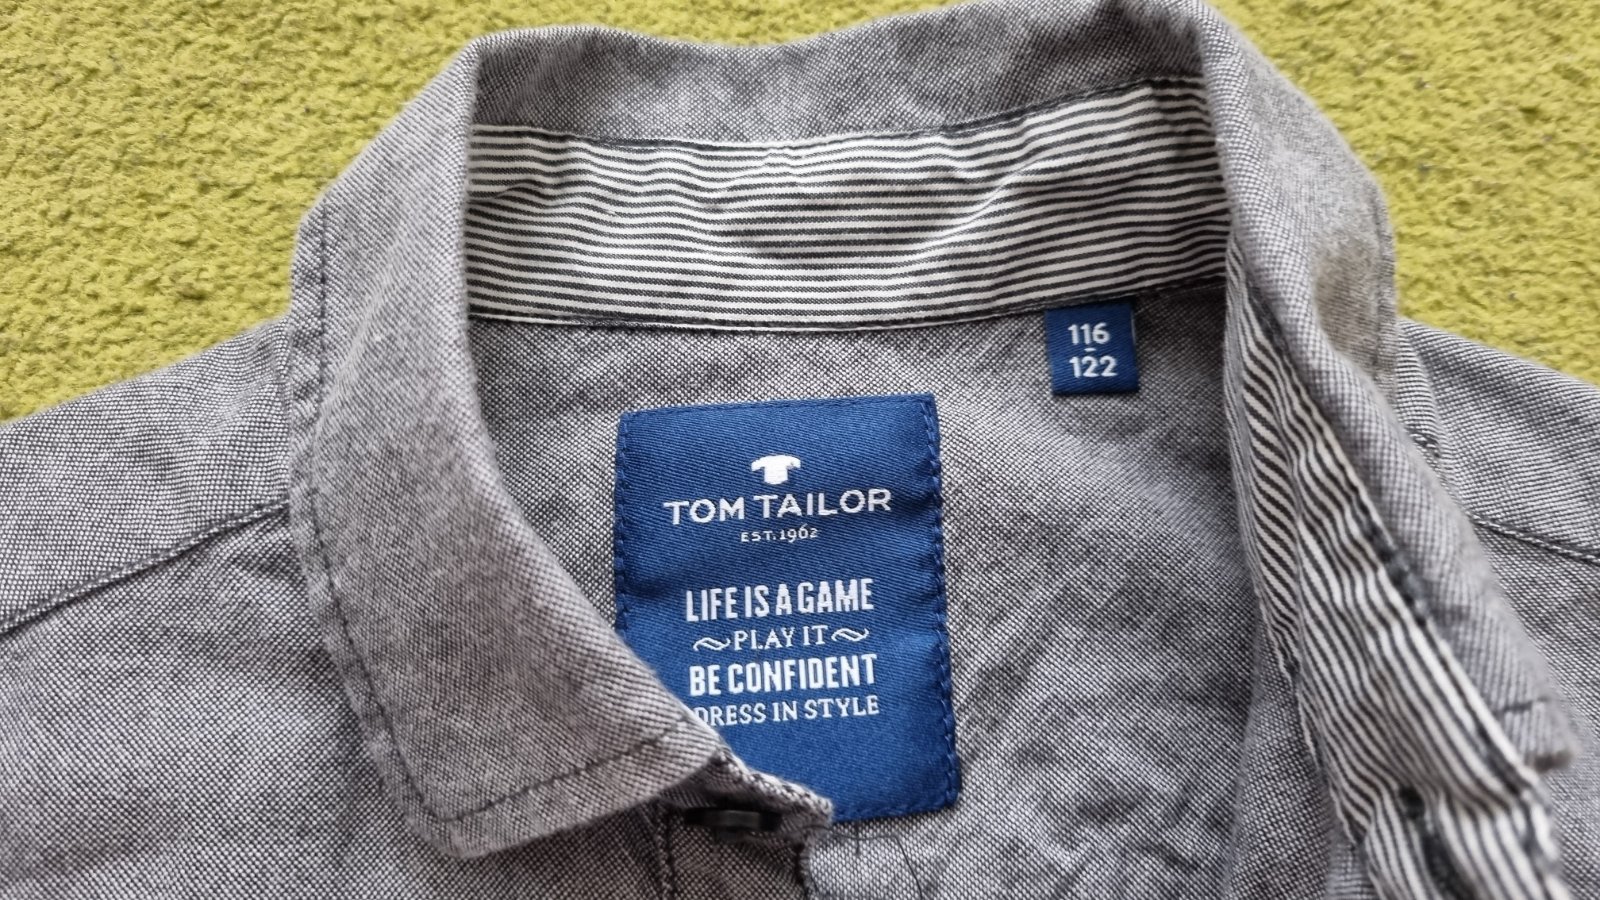 116
-
122
TOM TAILOR
EST. 1962
LIFE IS A GAME
~PLAY IT~
BE CONFIDENT
DRESS IN STYLE